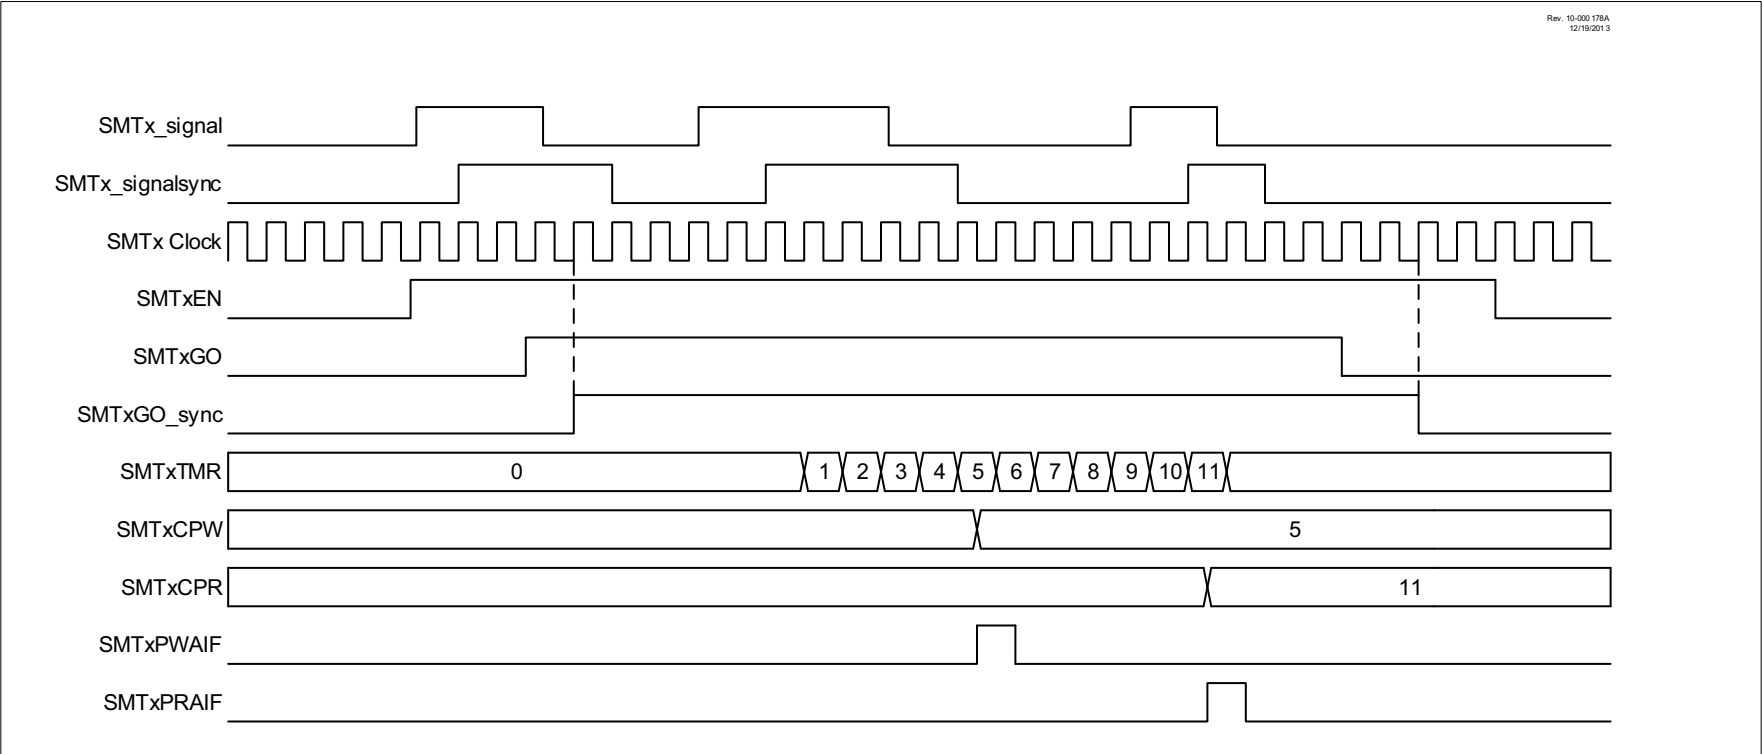 Rev. 10-000 178A
12/19/201 3
SMTx_signal
SMTx_signalsync
SMTx Clock
SMTxEN
SMTxGO
SMTxGO_sync
SMTxTMR 0 1 2 3 4 5 6 7 8 9 10 11
SMTxCPW 5
SMTxCPR 11
SMTxPWAIF
SMTxPRAIF